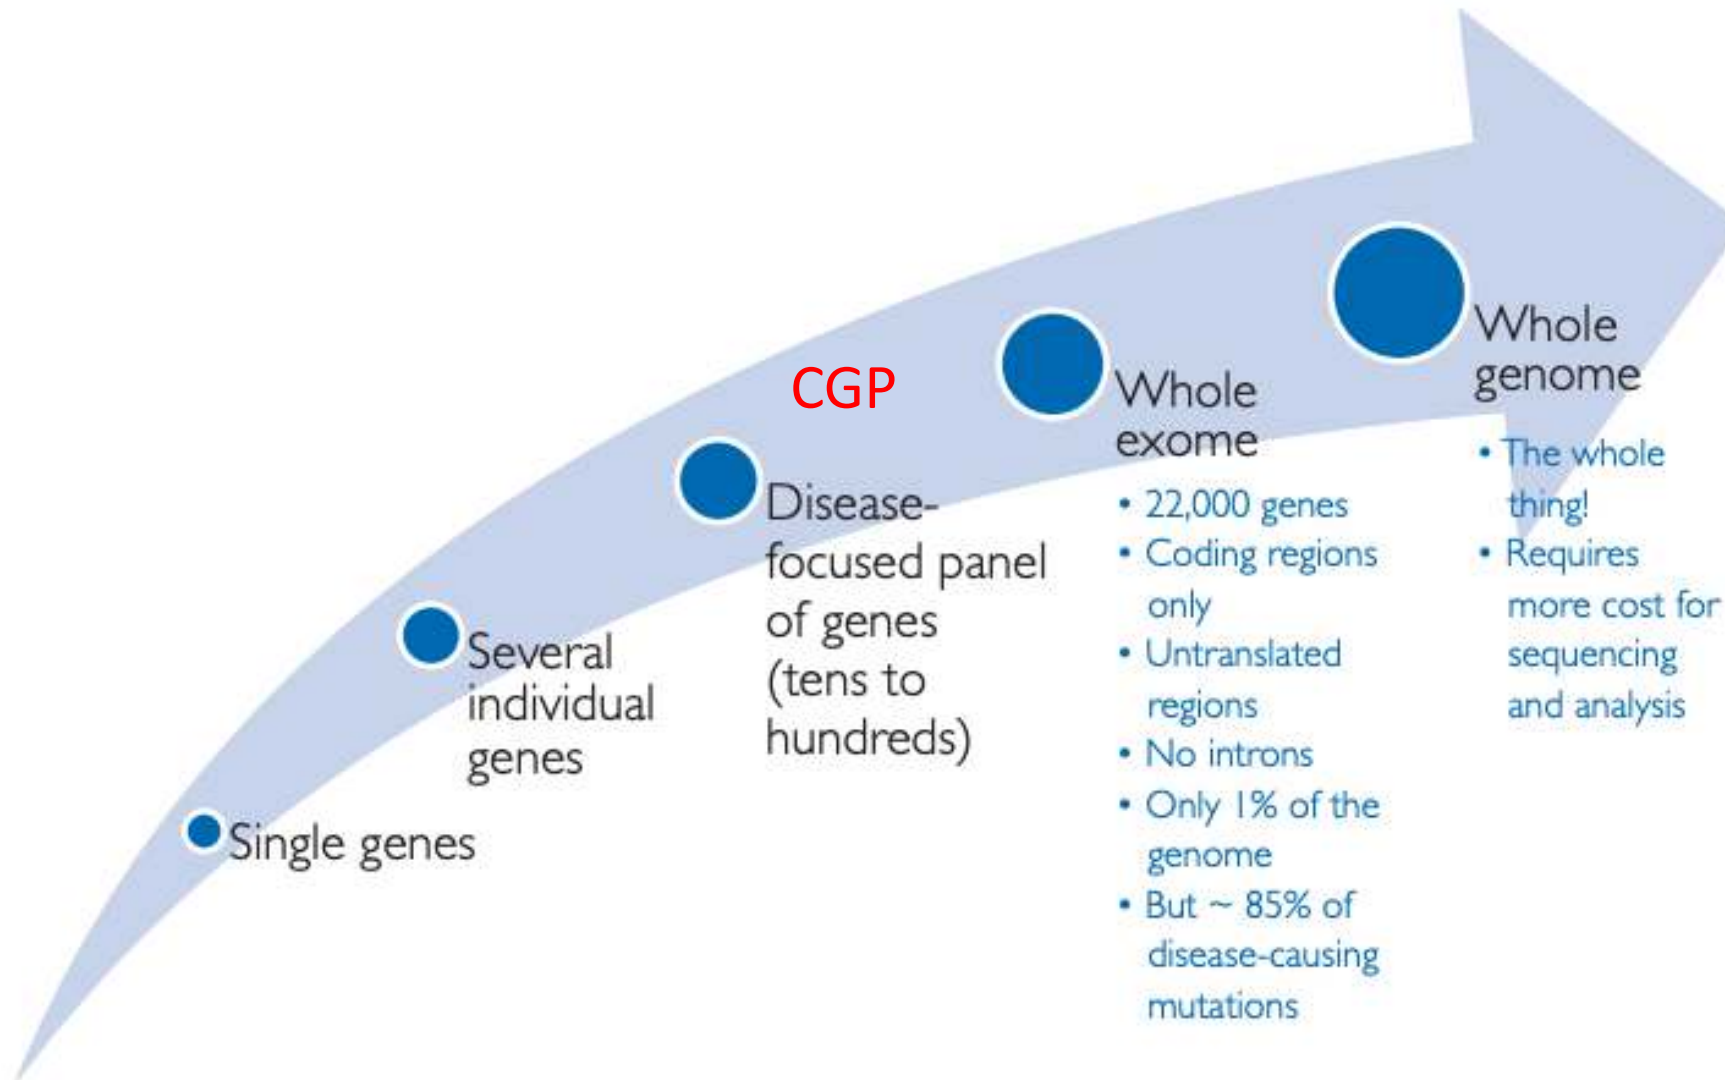 Single genes
Several
individual
genes
CGP
Disease-
focused panel
of genes
(tens to
hundreds)
Whole
exome
• 22,000 genes
• Coding regions
only
• Untranslated
regions
• No introns
• Only 1% of the
genome
• But ~ 85% of
disease-causing
mutations
Whole
genome
• The whole
thing!
• Requires
more cost for
sequencing
and analysis